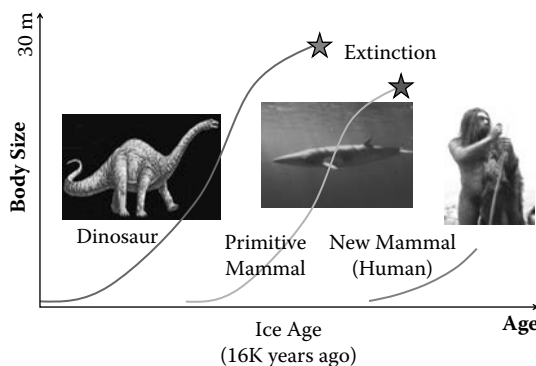 30 m
Extinction
Body Size
Dinosaur
Primitive
Mammal
New Mammal
(Human)
Age
Ice Age
(16K years ago)